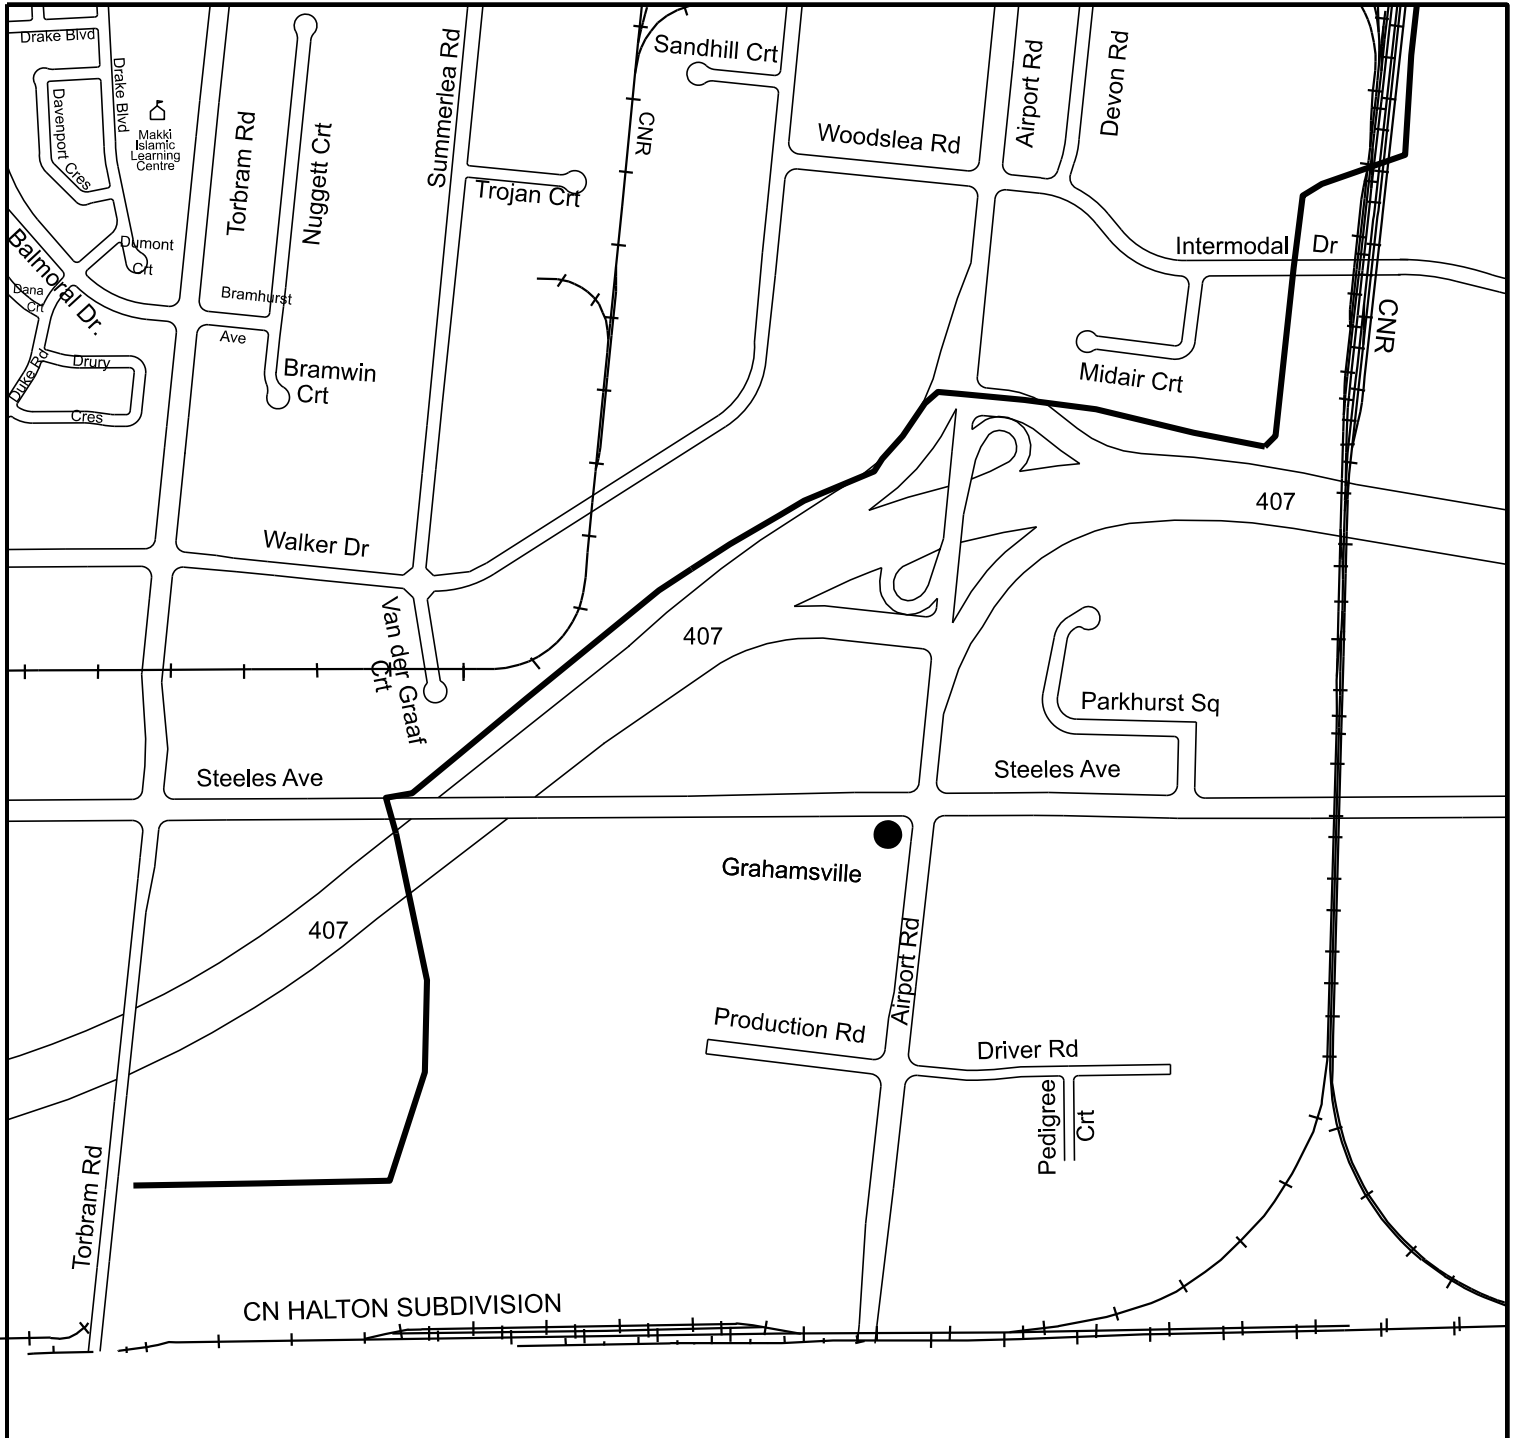 Drake Blvd
Drake Blvd
Davenport Cres
Makki
Islamic
Learning
Centre
Torbram Rd
Nuggett Crt
Summerlea Rd
CNR
Sandhill Crt
Woodslea Rd
Airport Rd
Devon Rd
Trojan Crt
Balmoral Dr.
Dumont
Crt
Dana
Crt
Bramhurst
Ave
Intermodal Dr
CNR
Duke Rd
Drury
Cres
Bramwin
Crt
Midair Crt
407
Walker Dr
Van der Graaf
Crt
407
Parkhurst Sq
Steeles Ave
Steeles Ave
Grahamsville
407
Airport Rd
Production Rd
Driver Rd
Pedigree
Crt
Torbram Rd
CN HALTON SUBDIVISION